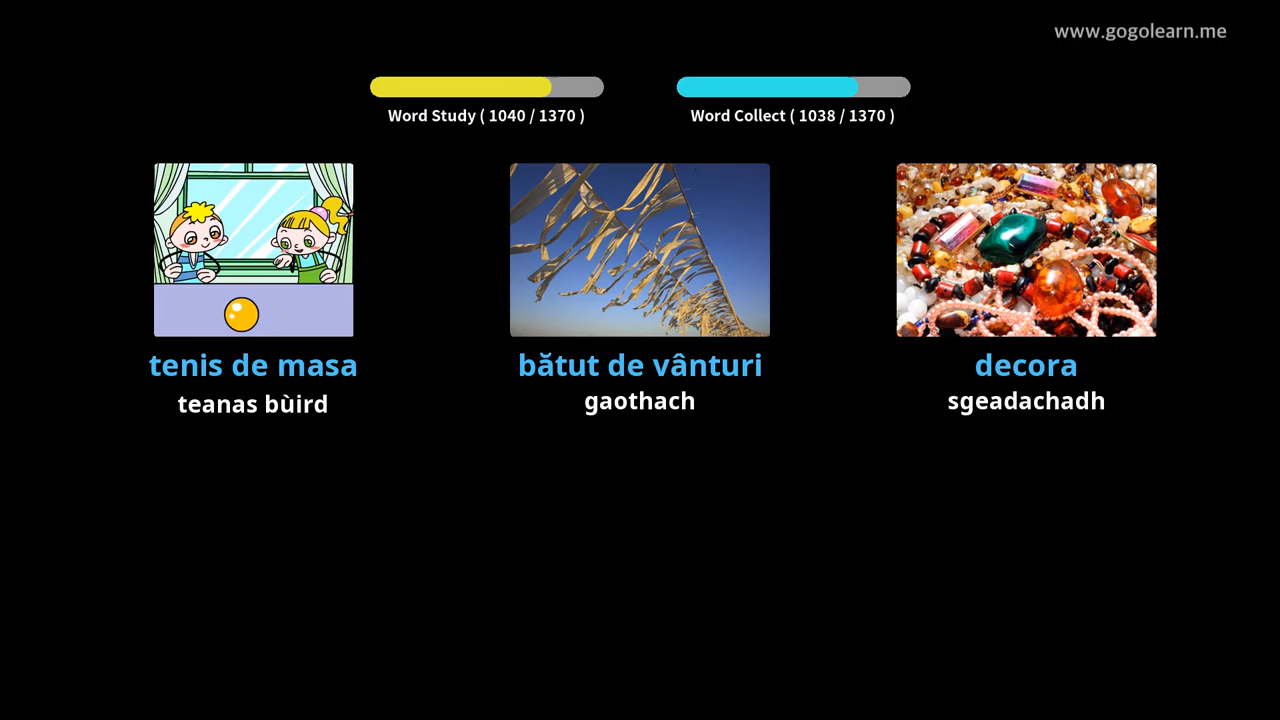 www.gogolearn.me
Word Study ( 1040 / 1370 )
Word Collect ( 1038 / 1370 )
tenis de masa
teanas bùird
bătut de vânturi
gaothach
decora
sgeadachadh